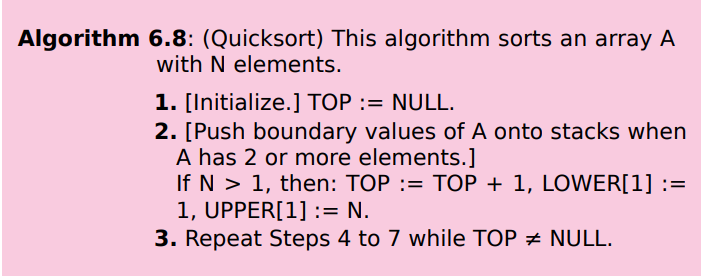 Algorithm 6.8: (Quicksort) This algorithm sorts an array A
with N elements.
1. [Initialize.] TOP := NULL.
2. [Push boundary values of A onto stacks when
A has 2 or more elements.]
If N > 1, then: TOP := TOP + 1, LOWER[1] :=
1, UPPER[1] := N.
3. Repeat Steps 4 to 7 while TOP ≠ NULL.